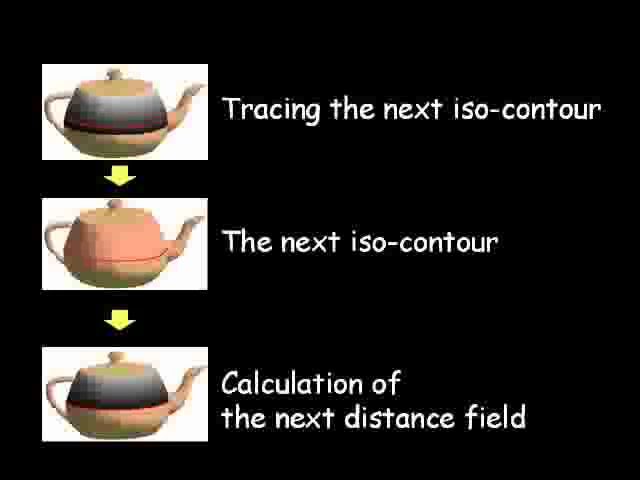 Tracing the next iso-contour
The next iso-contour
Calculation of
the next distance field